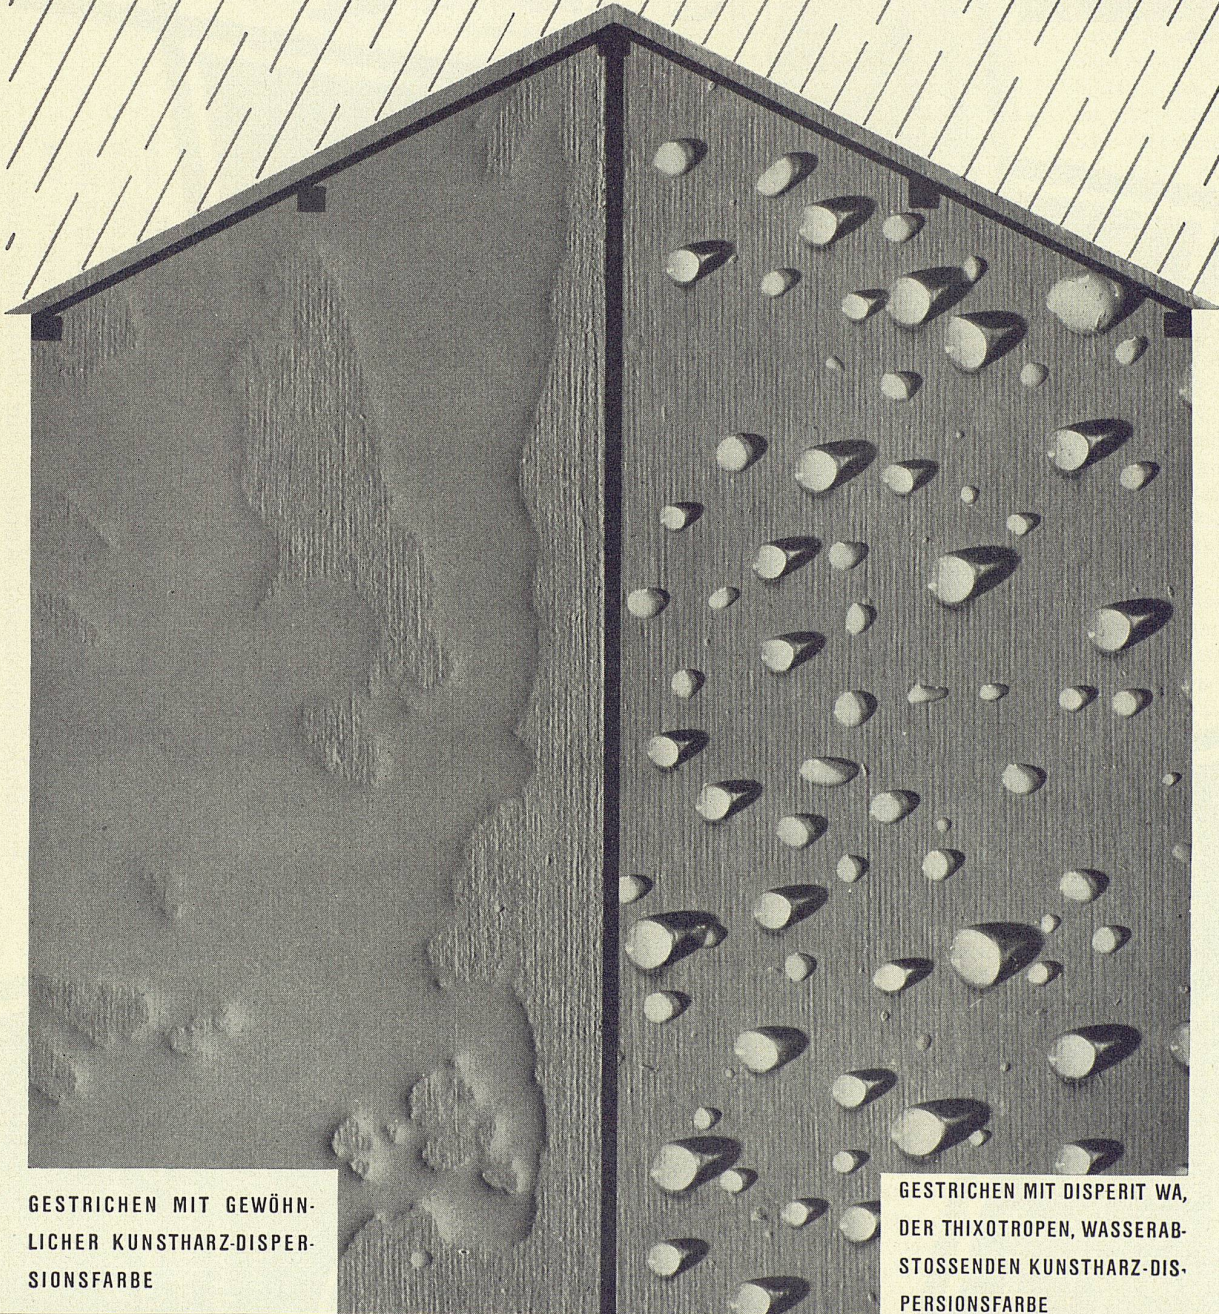 GESTRICHEN MIT GEWÖHN-
LICHER KUNSTHARZ-DISPER-
SIONSFARBE
GESTRICHEN MIT DISPERIT WA,
DER THIXOTROPEN, WASSERAB-
STOSSENDEN KUNSTHARZ-DIS-
PERSIONSFARBE